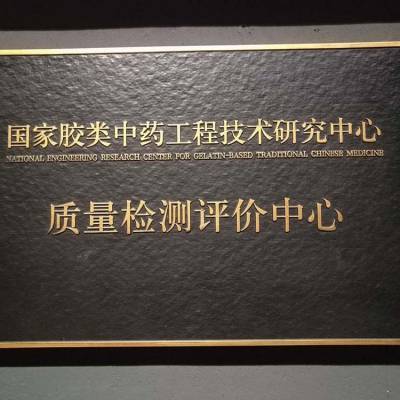 国家胶类中药工程技术研究中心
NATIONAL ENGINEERING RESEARCH CENTER FOR GELATIN-BASED TRADITIONAL CHINESE MEDICINE
质量检测评价中心